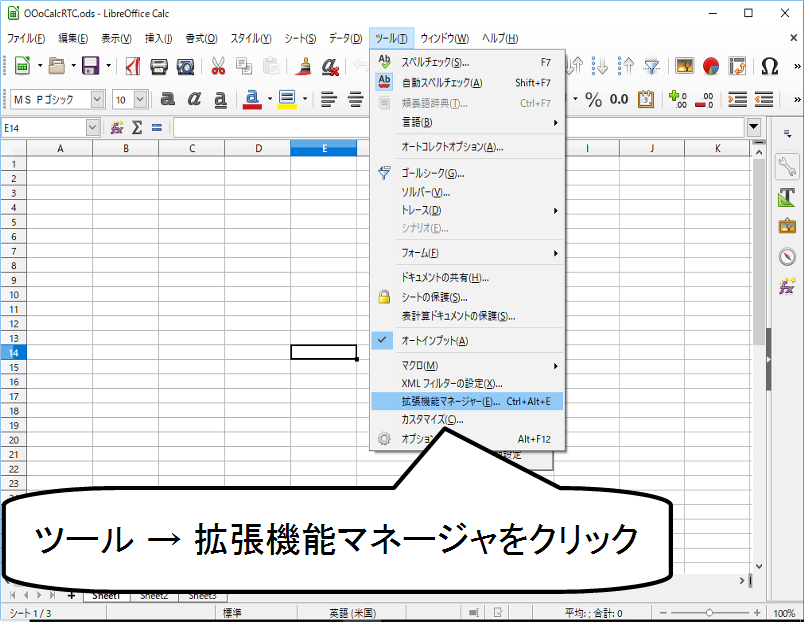 OOoCalcRTC.ods - LibreOffice Calc
ファイル(F) 編集(E) 表示(V) 挿入(I) 書式(O) スタイル(Y) シート(S) データ(D) ツール(T) ウィンドウ(W) ヘルプ(H)
ＭＳ Ｐゴシック 10
% 0.0
E14
A B C D E I J K
1
2
3
4
5
6
7
8
9
10
11
12
13
14
15
16
17
18
19
20
21
22
23
スペルチェック(S)... F7
自動スペルチェック(A) Shift+F7
類義語辞典(T)... Ctrl+F7
言語(B)
オートコレクトオプション(A)...
ゴールシーク(G)...
ソルバー(V)...
トレース(D)
シナリオ(E)...
フォーム(F)
ドキュメントの共有(H)...
シートの保護(S)...
表計算ドキュメントの保護(S)...
オートインプット(A)
マクロ(M)
XML フィルターの設定(X)...
拡張機能マネージャー(E)... Ctrl+Alt+E
カスタマイズ(C)...
オプション Alt+F12
設定
ツール → 拡張機能マネージャをクリック
Sheet1 Sheet2 Sheet3
シート 1 / 3 標準 英語 (米国) 平均: ; 合計: 0 100%